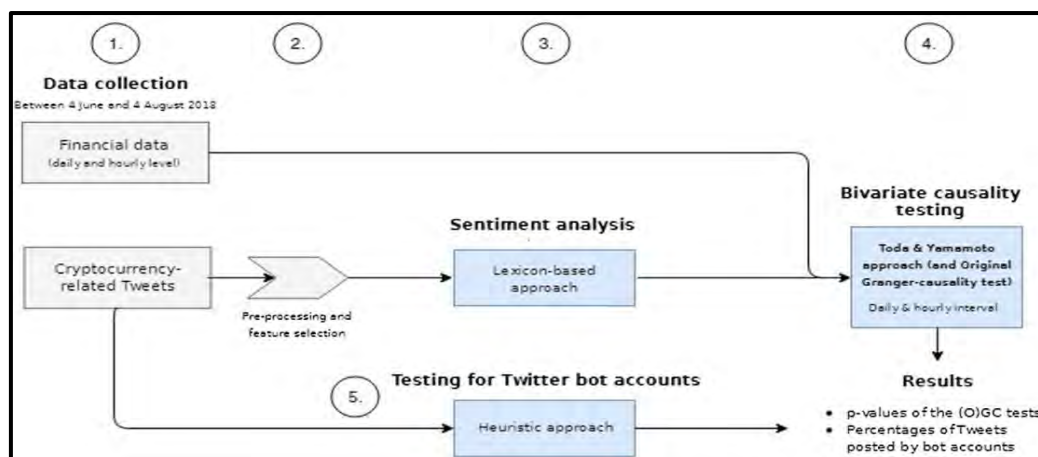 1.
2.
3.
4.
Data collection
Between 4 June and 4 August 2018
Financial data
(daily and hourly level)
Cryptocurrency-
related Tweets
Pre-processing and
feature selection
Sentiment analysis
Lexicon-based
approach
Bivariate causality
testing
Toda & Yamamoto
approach (and Original
Granger-causality test)
Daily & hourly interval
5.
Testing for Twitter bot accounts
Heuristic approach
Results
• p-values of the (O)GC tests
• Percentages of Tweets
posted by bot accounts